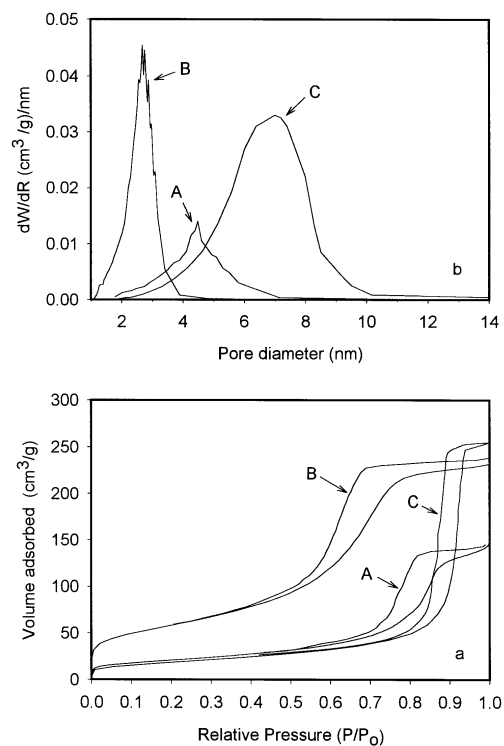 0.05
0.04
0.03
0.02
0.01
0.00
dW/dR (cm³ /g)/nm
B
C
A
b
2 4 6 8 10 12 14
Pore diameter (nm)
300
250
200
150
100
50
0
Volume adsorbed (cm³/g)
B
C
A
a
0.0 0.1 0.2 0.3 0.4 0.5 0.6 0.7 0.8 0.9 1.0
Relative Pressure (P/Po)